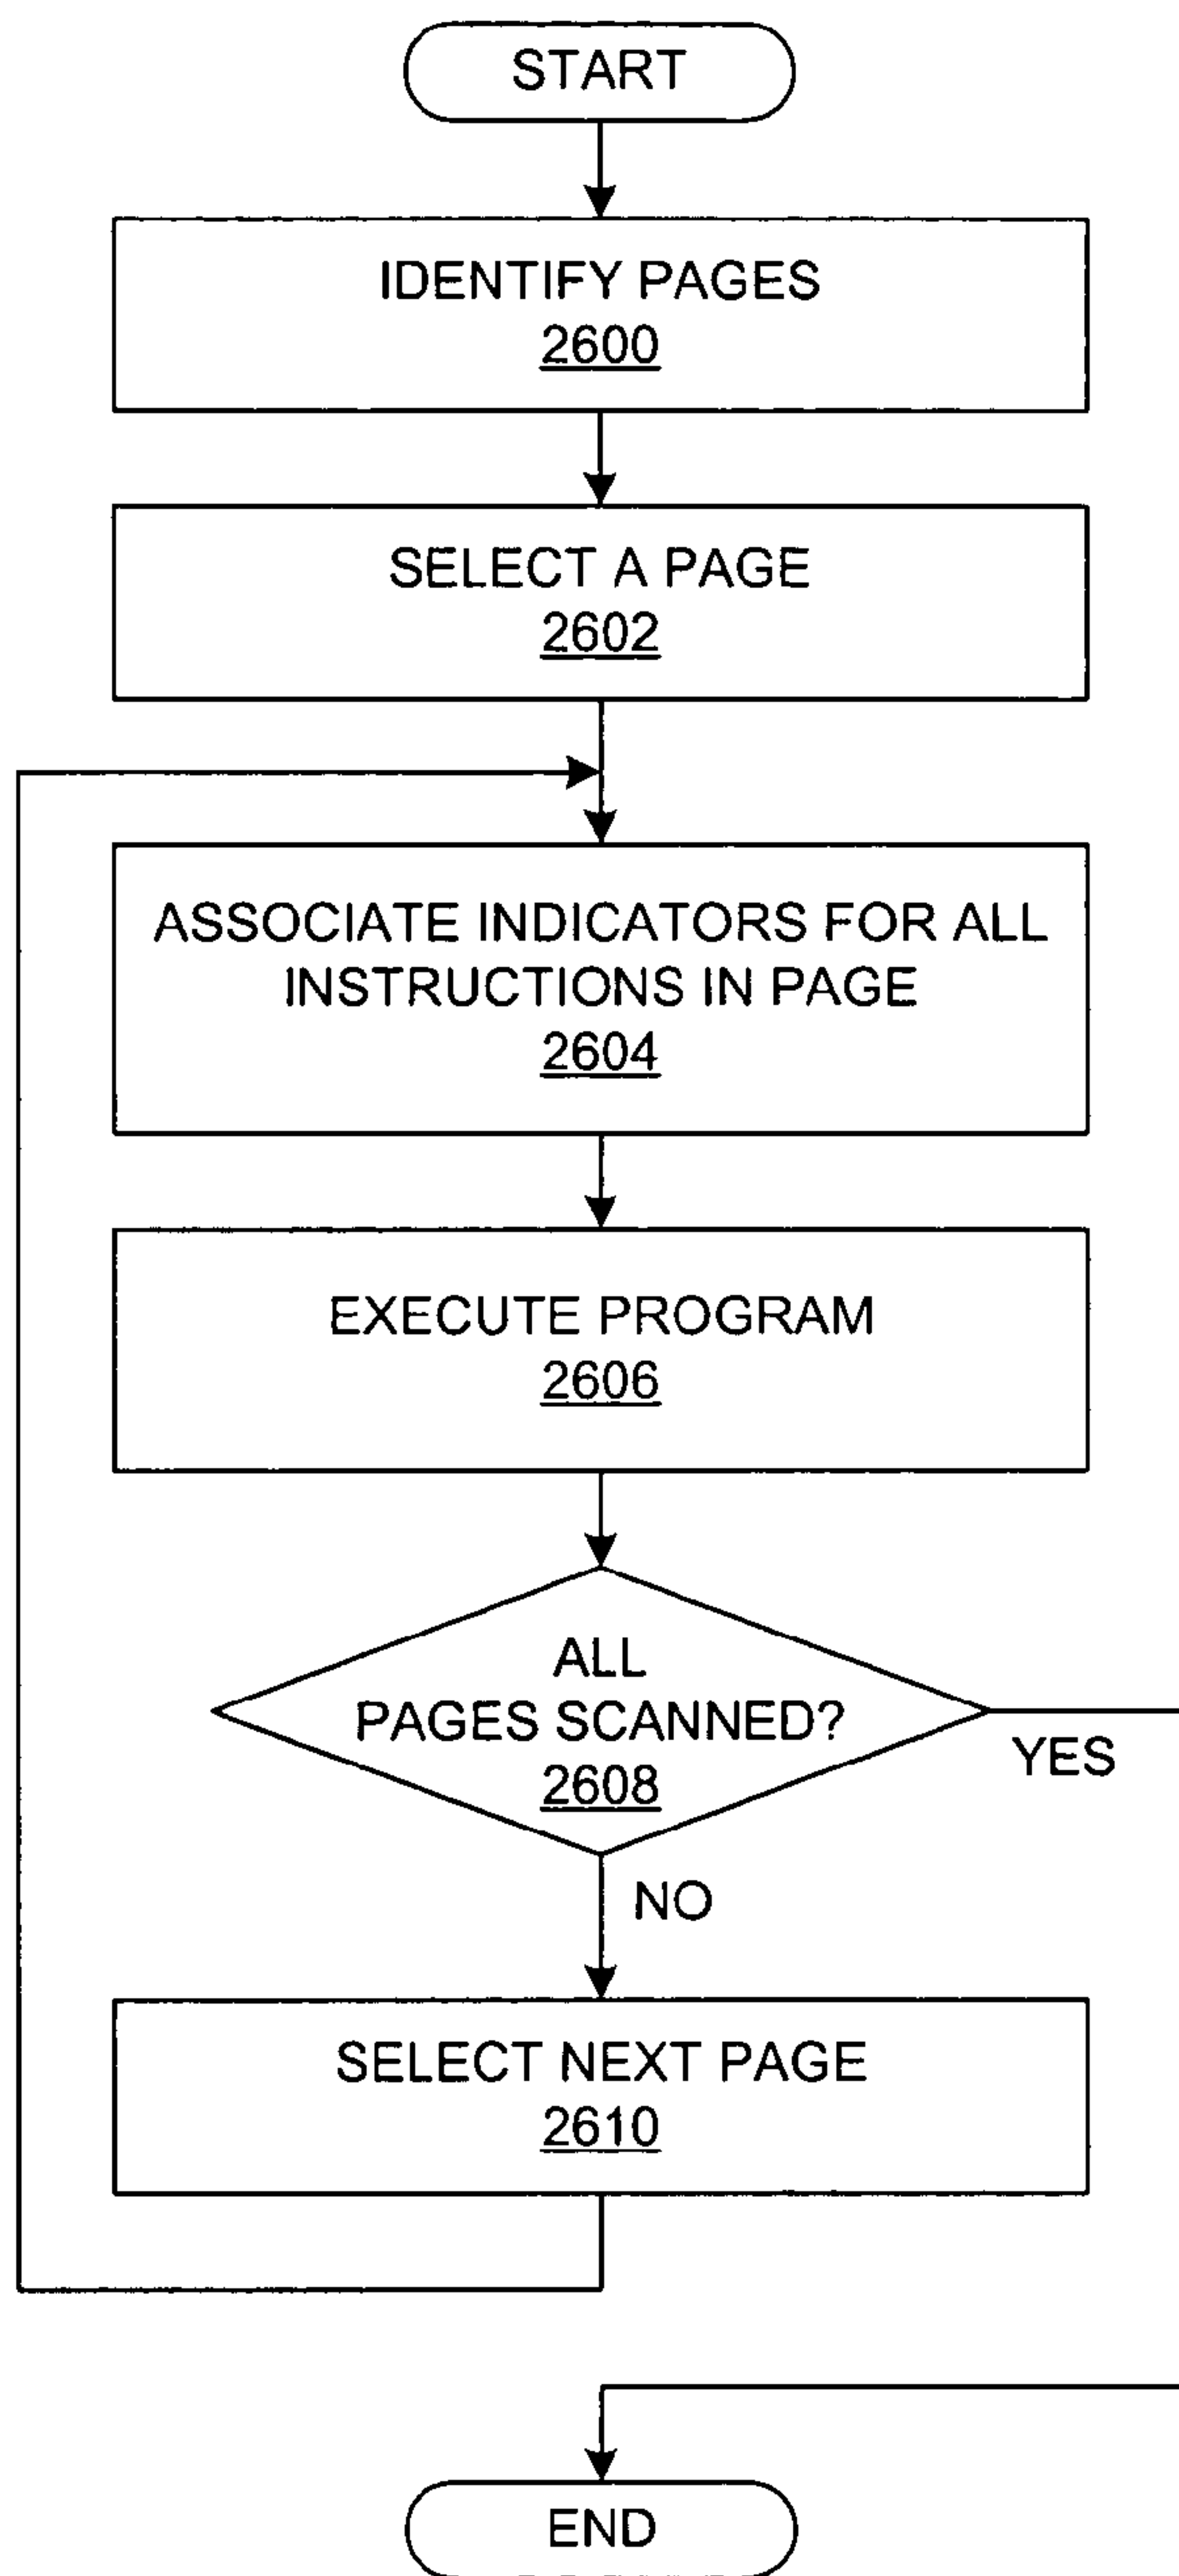 START
IDENTIFY PAGES
2600
SELECT A PAGE
2602
ASSOCIATE INDICATORS FOR ALL
INSTRUCTIONS IN PAGE
2604
EXECUTE PROGRAM
2606
ALL
PAGES SCANNED?
2608
YES
NO
SELECT NEXT PAGE
2610
END